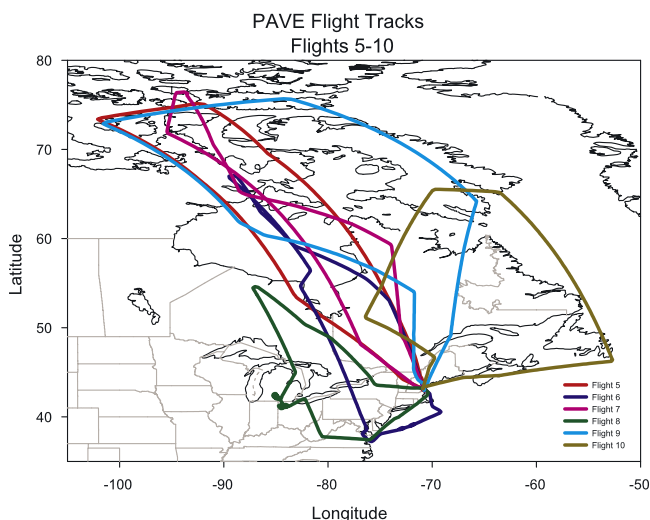 PAVE Flight Tracks
Flights 5-10
80
70
60
50
40
Latitude
-100
-90
-80
-70
-60
-50
Longitude
Flight 5
Flight 6
Flight 7
Flight 8
Flight 9
Flight 10